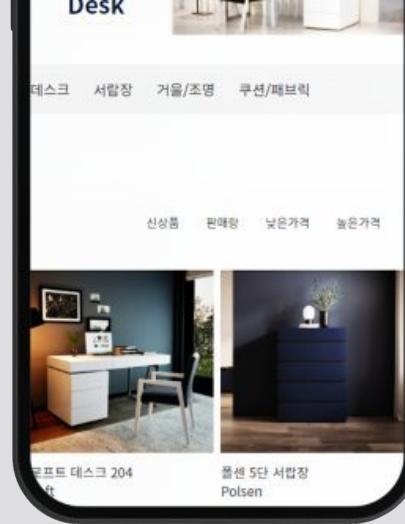 Desk
데스크 서랍장 거울/조명 쿠션/패브릭
신상품 판매량 낮은가격 높은가격
데스크 204
폴센 5단 서랍장
Polsen